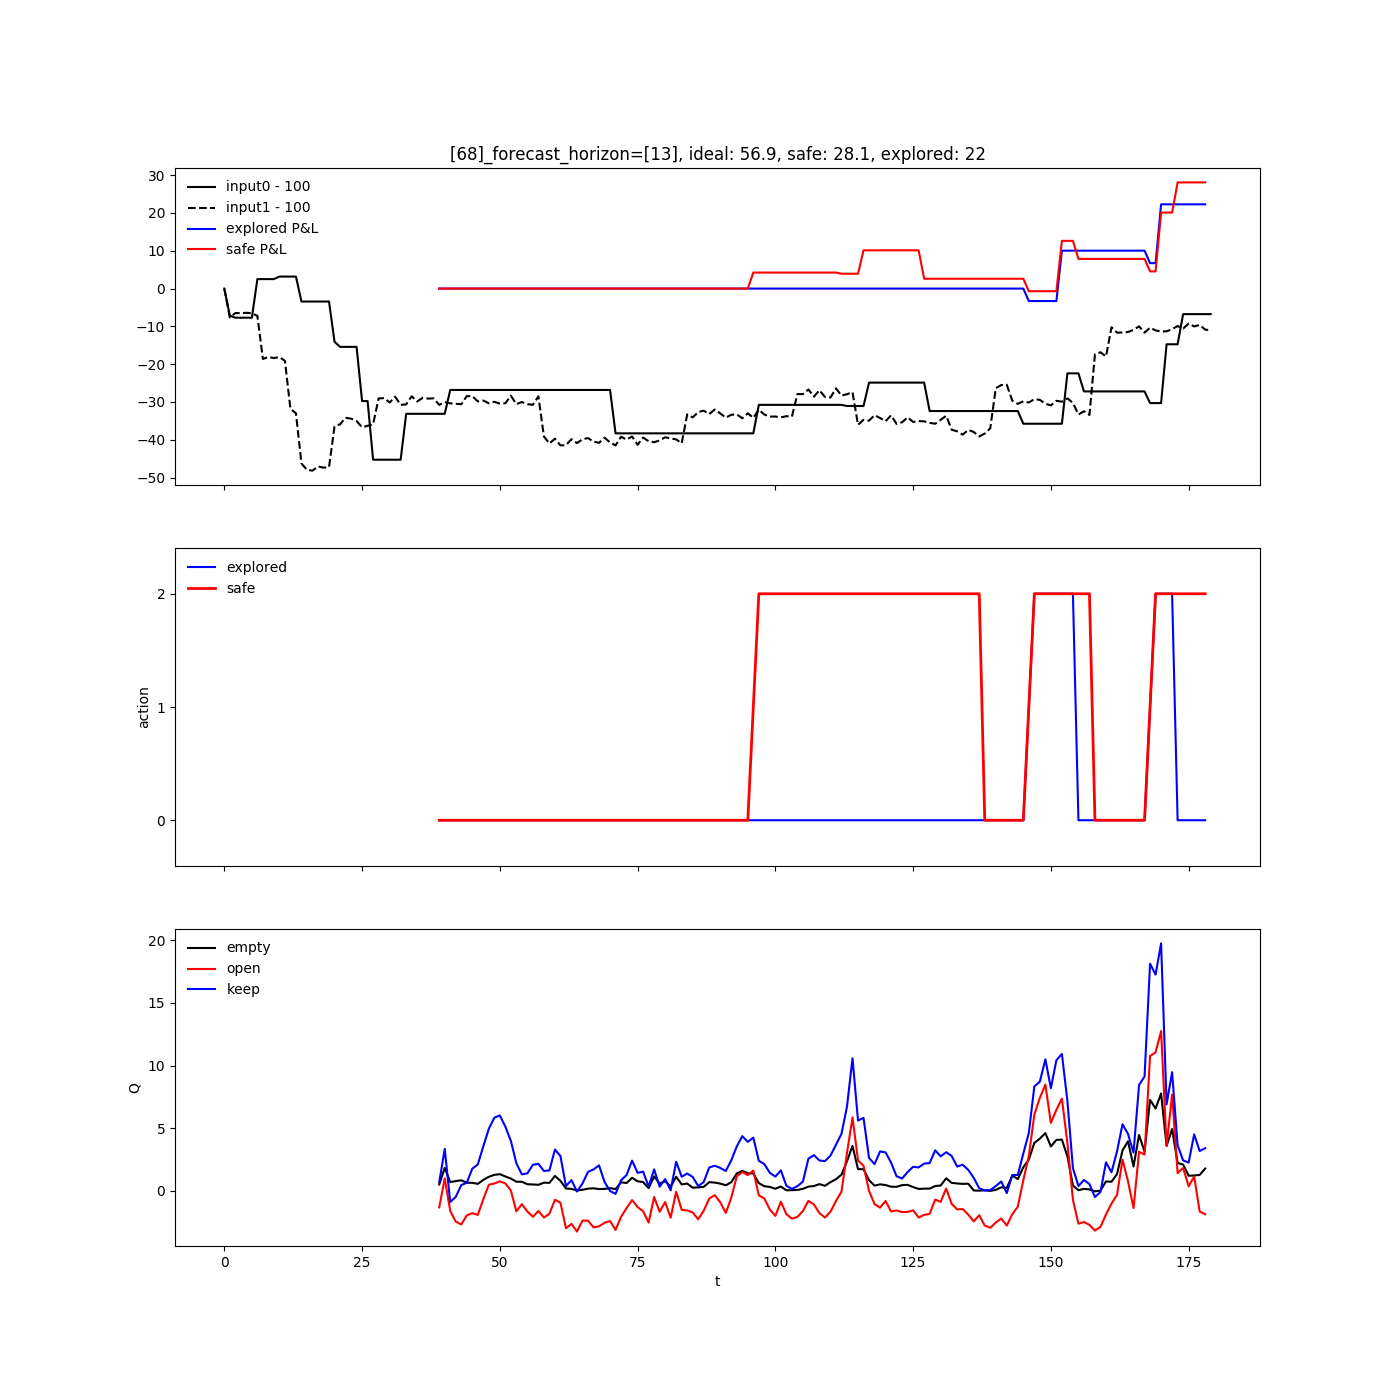 [68]_forecast_horizon=[13], ideal: 56.9, safe: 28.1, explored: 22
30
20
10
0
−10
−20
−30
−40
−50
input0 - 100
input1 - 100
explored P&L
safe P&L
action
2
1
0
explored
safe
Q
20
15
10
5
0
empty
open
keep
0 25 50 75 100 125 150 175
t